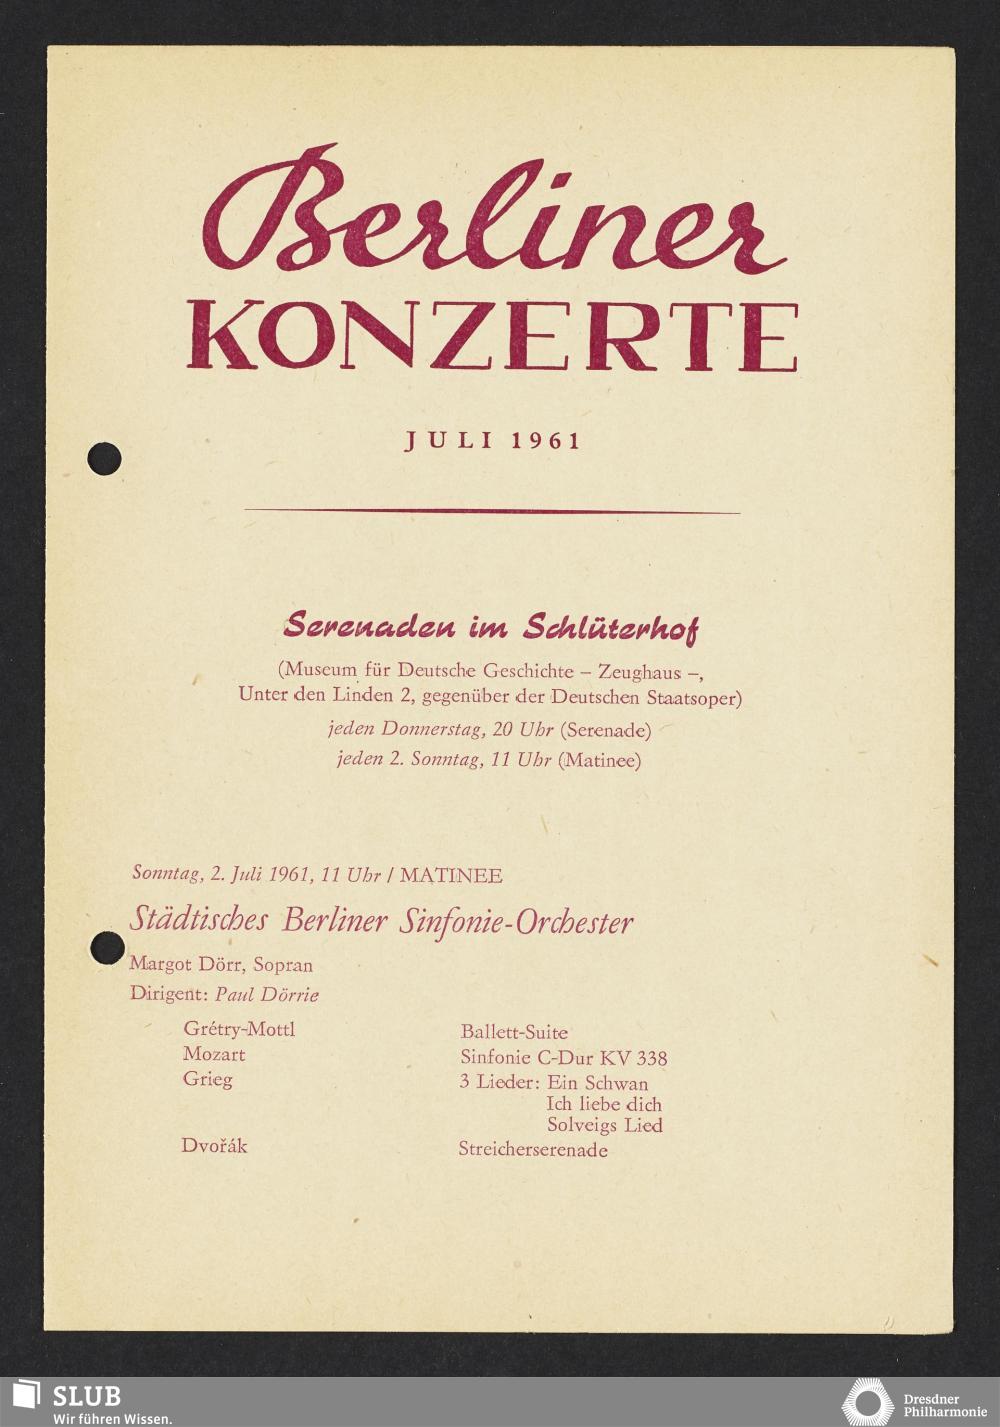 Berliner
KONZERTE
JULI 1961
Serenaden im Schlüterhof
(Museum für Deutsche Geschichte – Zeughaus –,
Unter den Linden 2, gegenüber der Deutschen Staatsoper)
jeden Donnerstag, 20 Uhr (Serenade)
jeden 2. Sonntag, 11 Uhr (Matinee)
Sonntag, 2. Juli 1961, 11 Uhr / MATINEE
Städtisches Berliner Sinfonie-Orchester
Margot Dörr, Sopran
Dirigent: Paul Dörrie
Grétry-Mottl Ballett-Suite
Mozart Sinfonie C-Dur KV 338
Grieg 3 Lieder: Ein Schwan
Ich liebe dich
Solveigs Lied
Dvořák Streicherserenade
SLUB
Wir führen Wissen.
Dresdner
Philharmonie